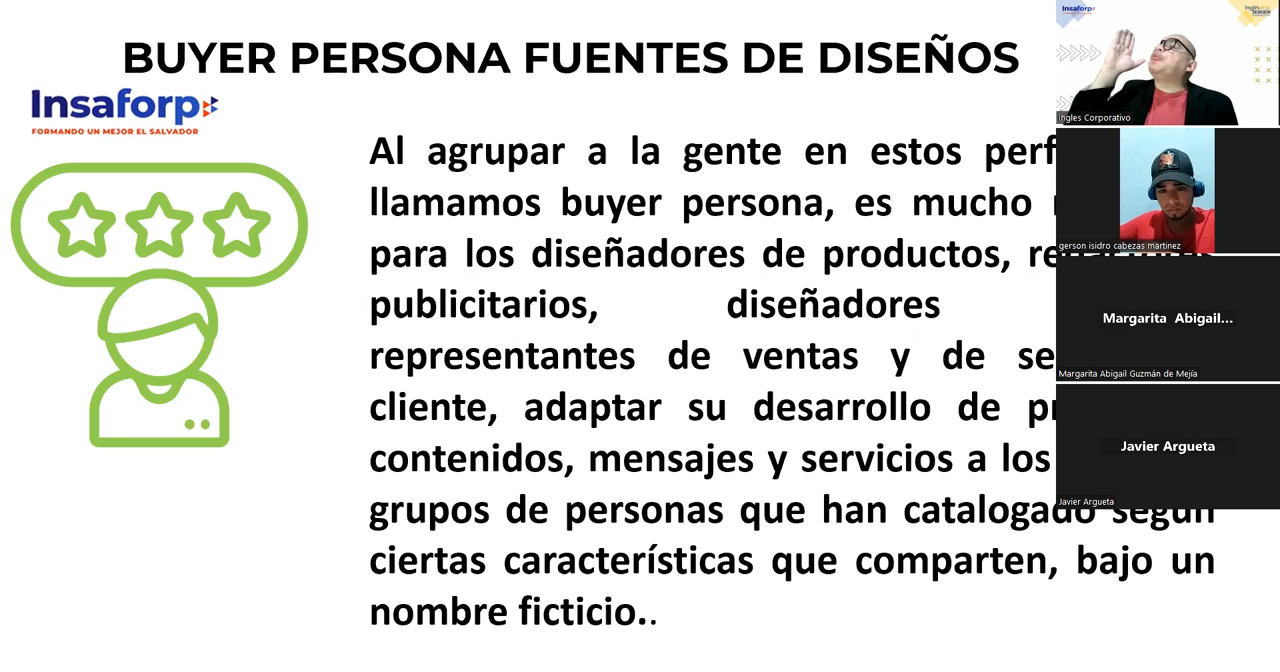 BUYER PERSONA FUENTES DE DISEÑOS
Insaforp
FORMANDO UN MEJOR EL SALVADOR
Al agrupar a la gente en estos
llamamos buyer persona, es mucho
para los diseñadores de productos,
publicitarios, diseñadores
representantes de ventas y de
cliente, adaptar su desarrollo de
contenidos, mensajes y servicios a los
grupos de personas que han catalogado según
ciertas características que comparten, bajo un
nombre ficticio..
Insaforp
Ingles Corporativo
gerson isidro cabezas martinez
Margarita Abigail...
Margarita Abigail Guzmán de Mejía
Javier Argueta
Javier Argueta